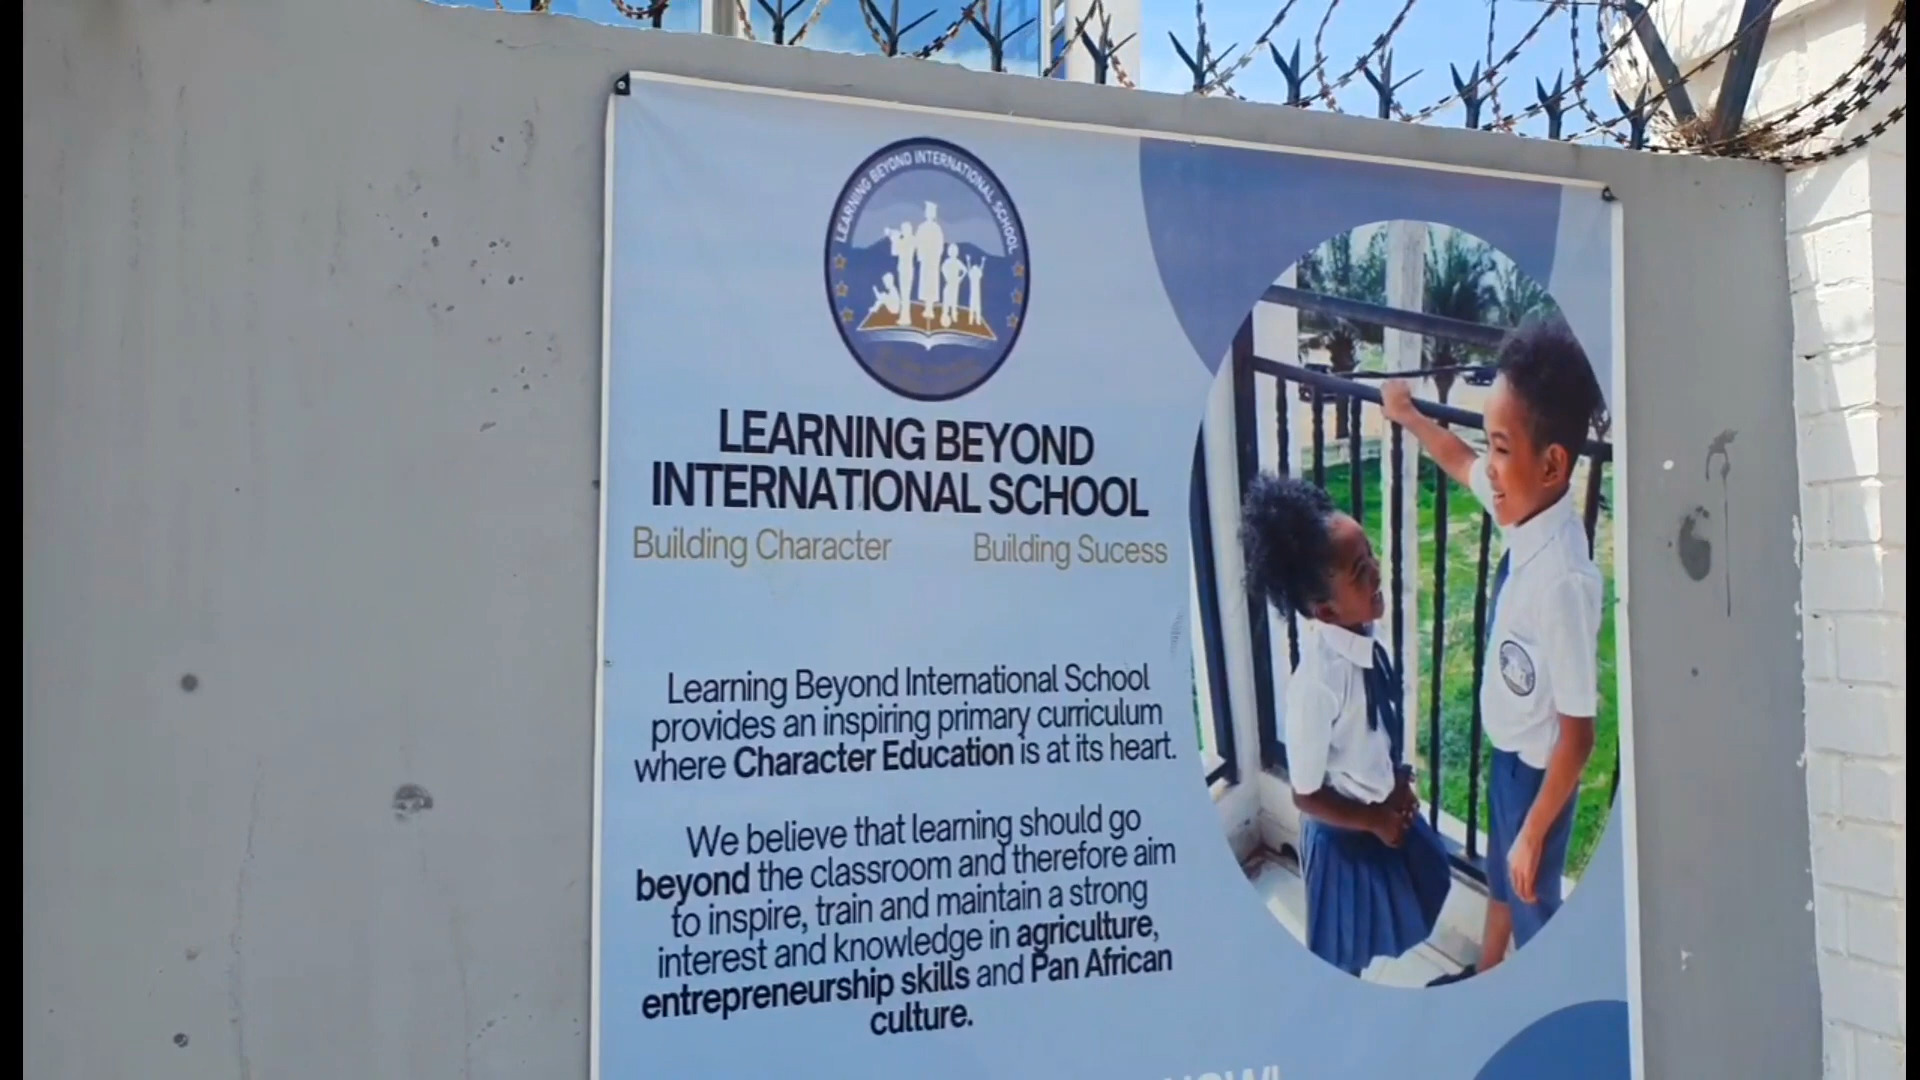 LEARNING BEYOND INTERNATIONAL SCHOOL
LEARNING BEYOND
INTERNATIONAL SCHOOL
Building Character Building Sucess
Learning Beyond International School
provides an inspiring primary curriculum
where Character Education is at its heart.
We believe that learning should go
beyond the classroom and therefore aim
to inspire, train and maintain a strong
interest and knowledge in agriculture,
entrepreneurship skills and Pan African
culture.